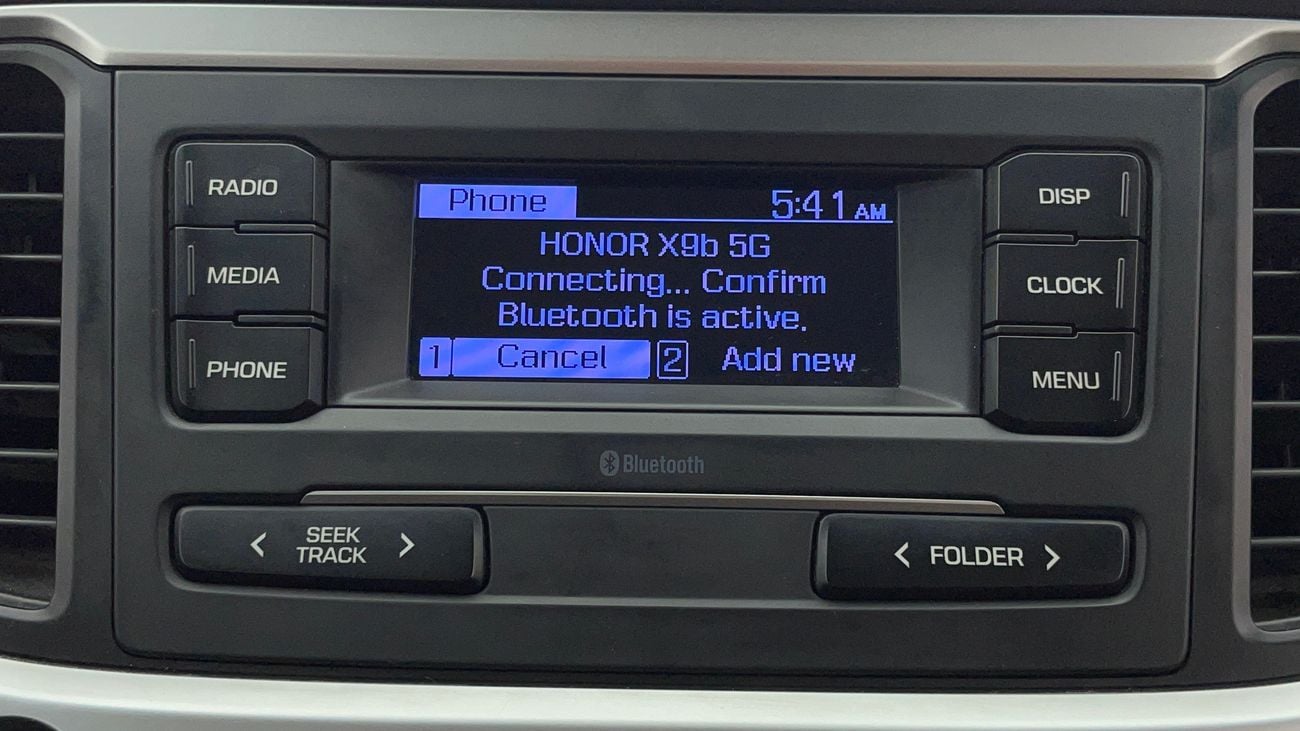 RADIO
MEDIA
PHONE
Phone 5:41 AM
HONOR X9b 5G
Connecting... Confirm
Bluetooth is active.
1 Cancel 2 Add new
DISP
CLOCK
MENU
Bluetooth
< SEEK TRACK >
< FOLDER >